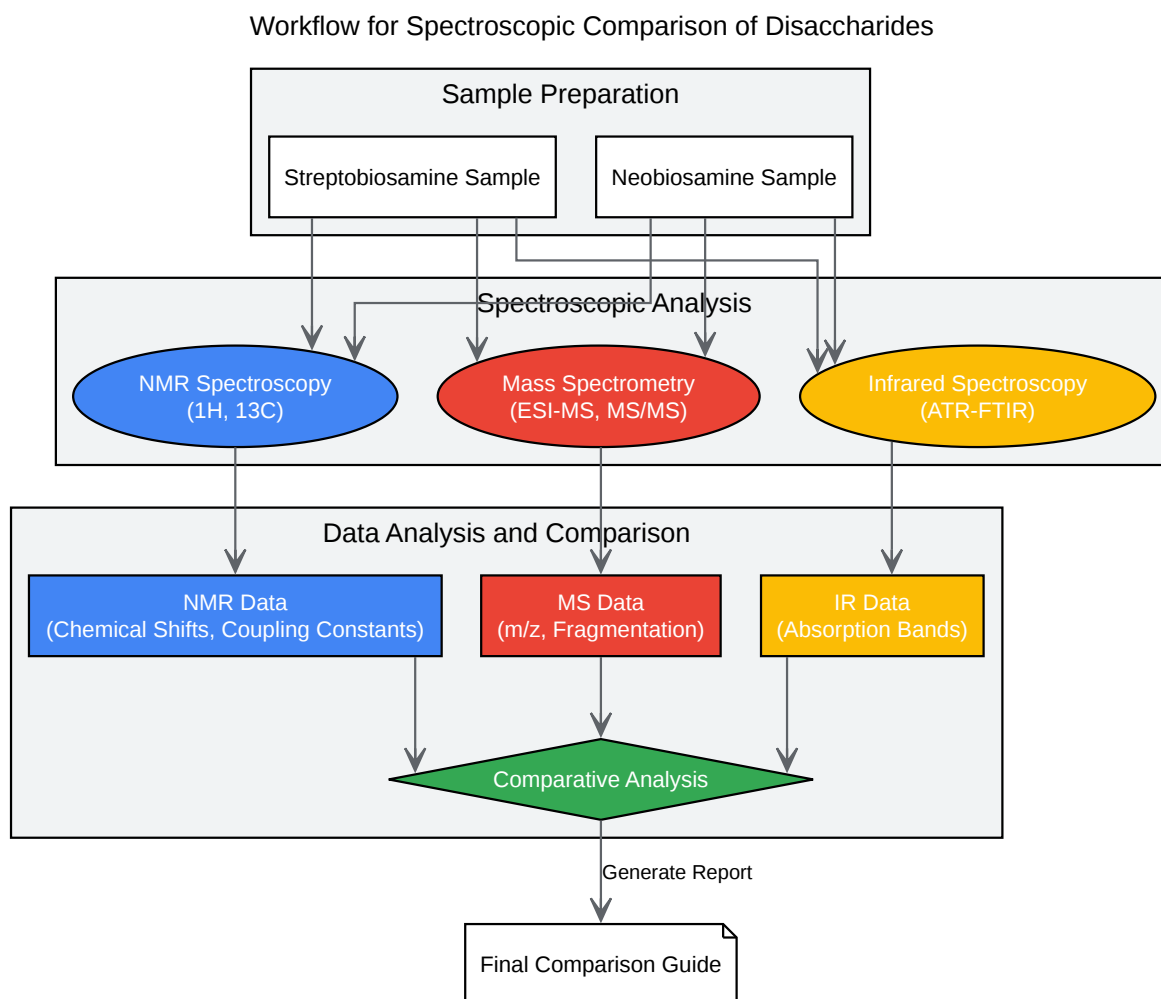 Workflow for Spectroscopic Comparison of Disaccharides
Sample Preparation
Streptobiosamine Sample
Neobiosamine Sample
Spectroscopic Analysis
NMR Spectroscopy
(1H, 13C)
Mass Spectrometry
(ESI-MS, MS/MS)
Infrared Spectroscopy
(ATR-FTIR)
Data Analysis and Comparison
NMR Data
(Chemical Shifts, Coupling Constants)
MS Data
(m/z, Fragmentation)
IR Data
(Absorption Bands)
Comparative Analysis
Generate Report
Final Comparison Guide